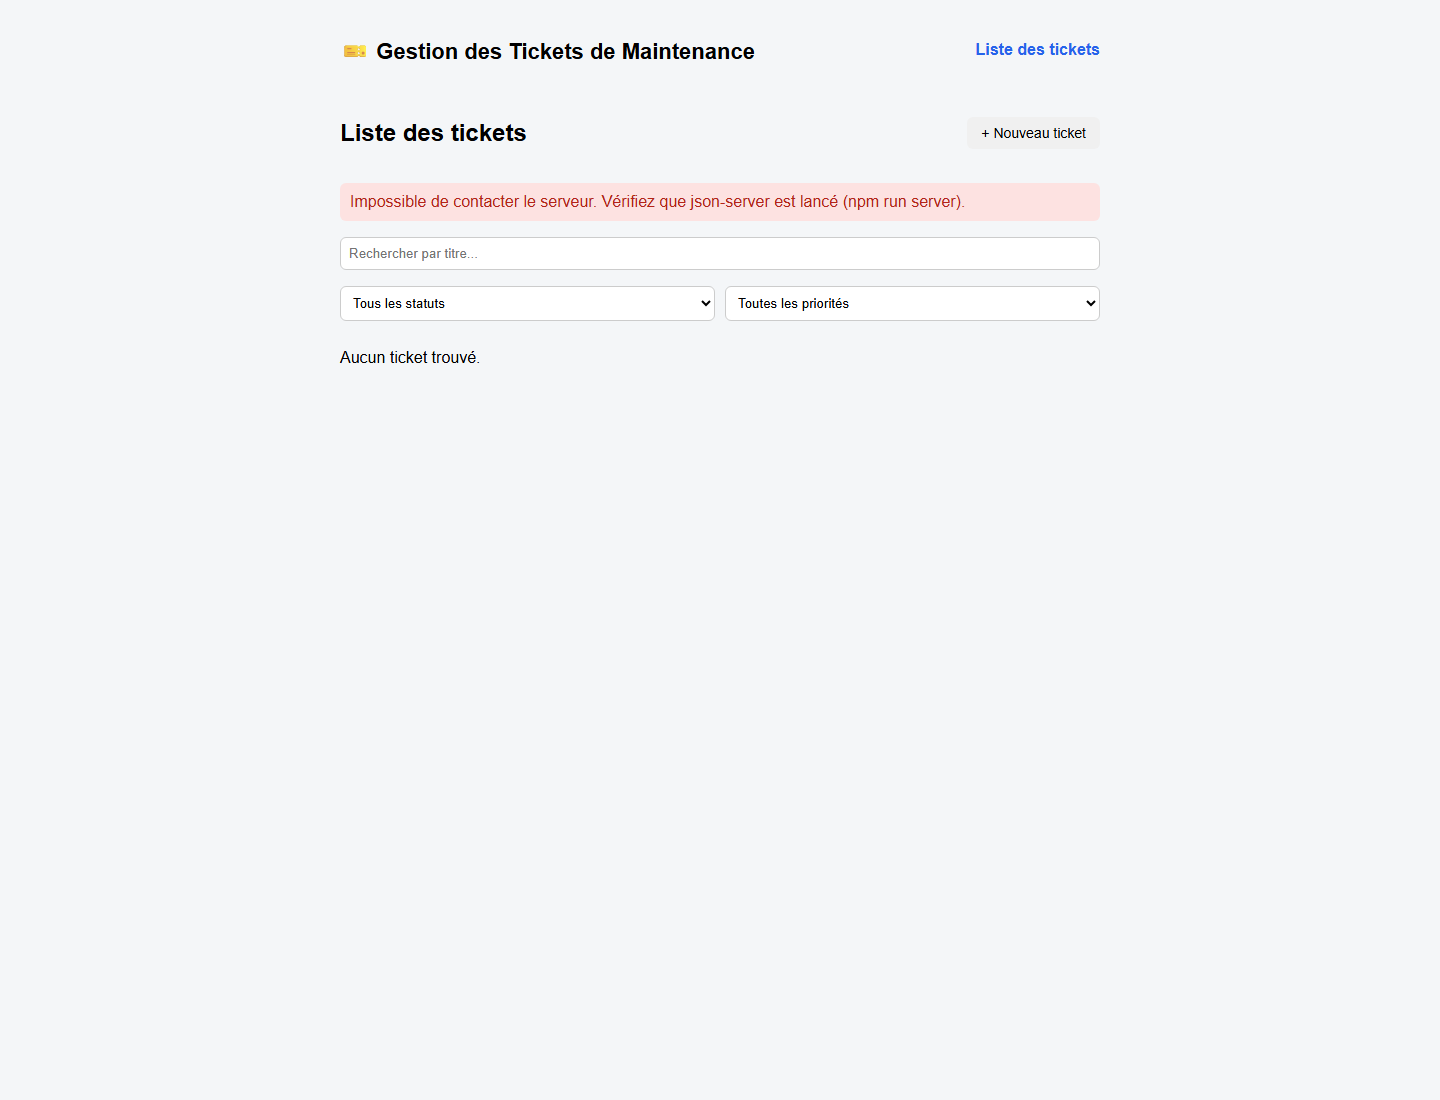 Gestion des Tickets de Maintenance
Liste des tickets
Liste des tickets
+ Nouveau ticket
Impossible de contacter le serveur. Vérifiez que json-server est lancé (npm run server).
Rechercher par titre...
Tous les statuts
Toutes les priorités
Aucun ticket trouvé.